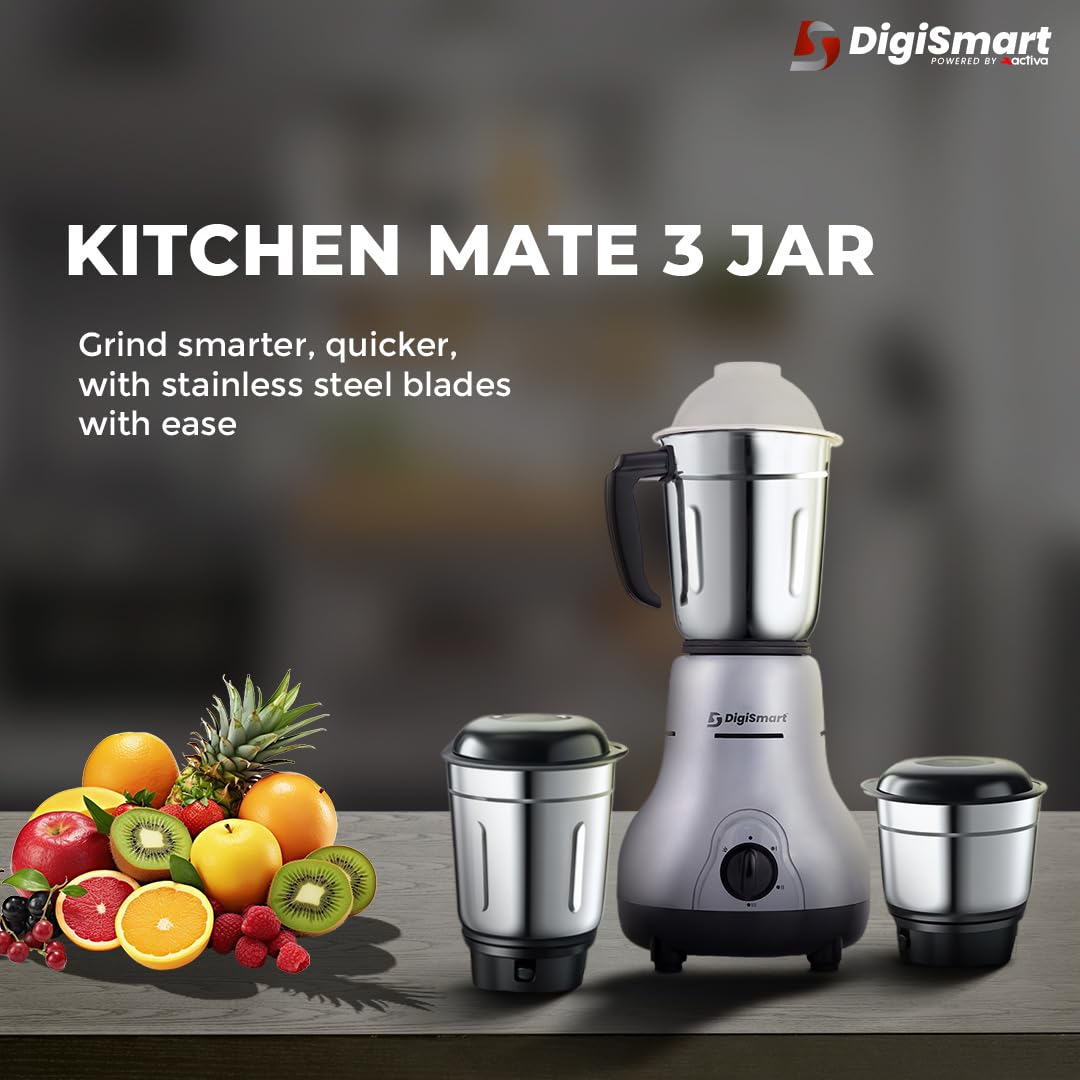 DigiSmart
POWERED BY activa
KITCHEN MATE 3 JAR
Grind smarter, quicker,
with stainless steel blades
with ease
DigiSmart